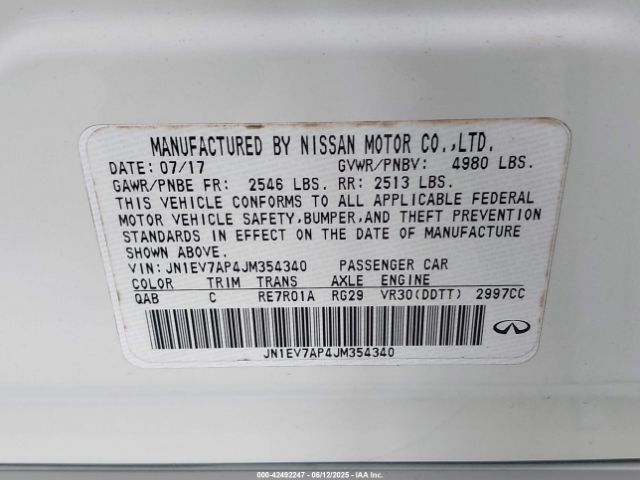 MANUFACTURED BY NISSAN MOTOR CO.,LTD.
DATE: 07/17 GVWR/PNBV: 4980 LBS.
GAWR/PNBE FR: 2546 LBS. RR: 2513 LBS.
THIS VEHICLE CONFORMS TO ALL APPLICABLE FEDERAL
MOTOR VEHICLE SAFETY,BUMPER,AND THEFT PREVENTION
STANDARDS IN EFFECT ON THE DATE OF MANUFACTURE
SHOWN ABOVE.
VIN: JN1EV7AP4JM354340 PASSENGER CAR
COLOR TRIM TRANS AXLE ENGINE
QAB C RE7R01A RG29 VR30(DDTT) 2997CC
JN1EV7AP4JM354340
000-42492247 - 06/12/2025 - IAA Inc.